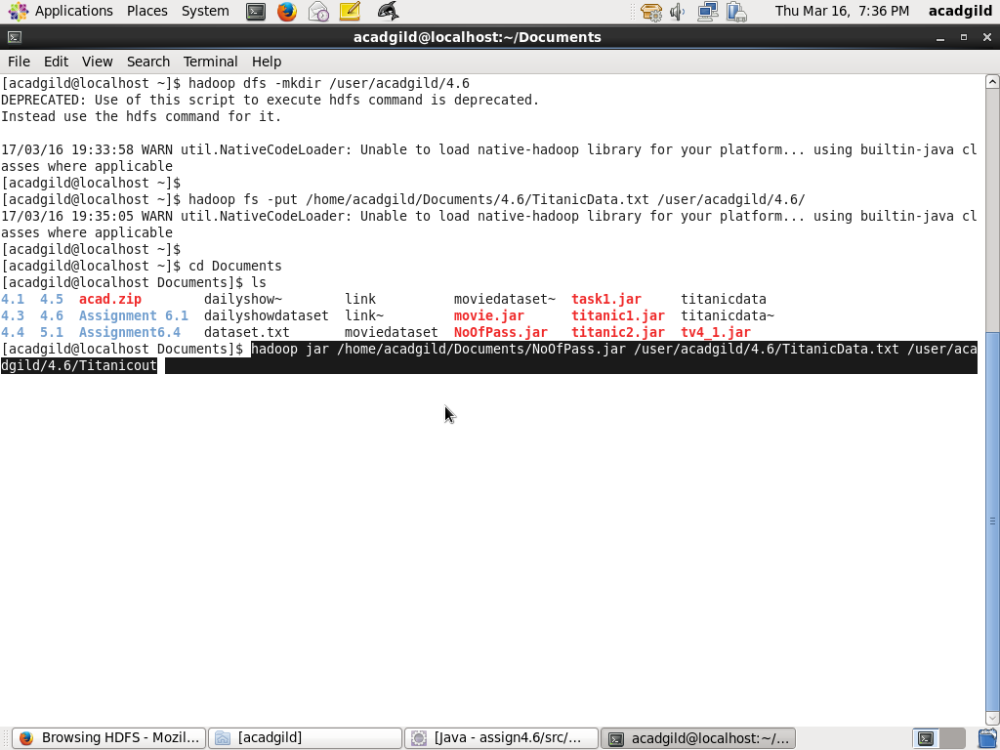 Applications Places System Thu Mar 16, 7:36 PM acadgild
acadgild@localhost:~/Documents
File Edit View Search Terminal Help
[acadgild@localhost ~]$ hadoop dfs -mkdir /user/acadgild/4.6
DEPRECATED: Use of this script to execute hdfs command is deprecated.
Instead use the hdfs command for it.
17/03/16 19:33:58 WARN util.NativeCodeLoader: Unable to load native-hadoop library for your platform... using builtin-java cl
asses where applicable
[acadgild@localhost ~]$
[acadgild@localhost ~]$ hadoop fs -put /home/acadgild/Documents/4.6/TitanicData.txt /user/acadgild/4.6/
17/03/16 19:35:05 WARN util.NativeCodeLoader: Unable to load native-hadoop library for your platform... using builtin-java cl
asses where applicable
[acadgild@localhost ~]$
[acadgild@localhost ~]$ cd Documents
[acadgild@localhost Documents]$ ls
4.1 4.5 acad.zip dailyshow~ link moviedataset~ task1.jar titanicdata
4.3 4.6 Assignment 6.1 dailyshowdataset link~ movie.jar titanic1.jar titanicdata~
4.4 5.1 Assignment6.4 dataset.txt moviedataset NoOfPass.jar titanic2.jar tv4_1.jar
[acadgild@localhost Documents]$ hadoop jar /home/acadgild/Documents/NoOfPass.jar /user/acadgild/4.6/TitanicData.txt /user/aca
dgild/4.6/Titanicout
Browsing HDFS - Mozil... [acadgild] [Java - assign4.6/src/... acadgild@localhost:~/...